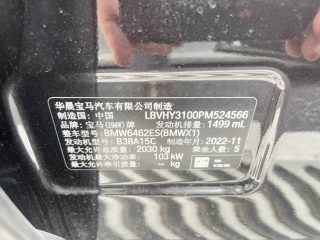 华晨宝马汽车有限公司制造
制造国：中国 LBVHY3100PM524566
品牌：宝马(BMW)牌 发动机排量：1499 mL
整车型号：BMW6462ES(BMWX1)
发动机型号：B38A15C 制造年月：2022-11
最大允许总质量：2030 kg 乘坐人数：5
发动机最大净功率：103 kW
最大允许牵引质量：-- kg